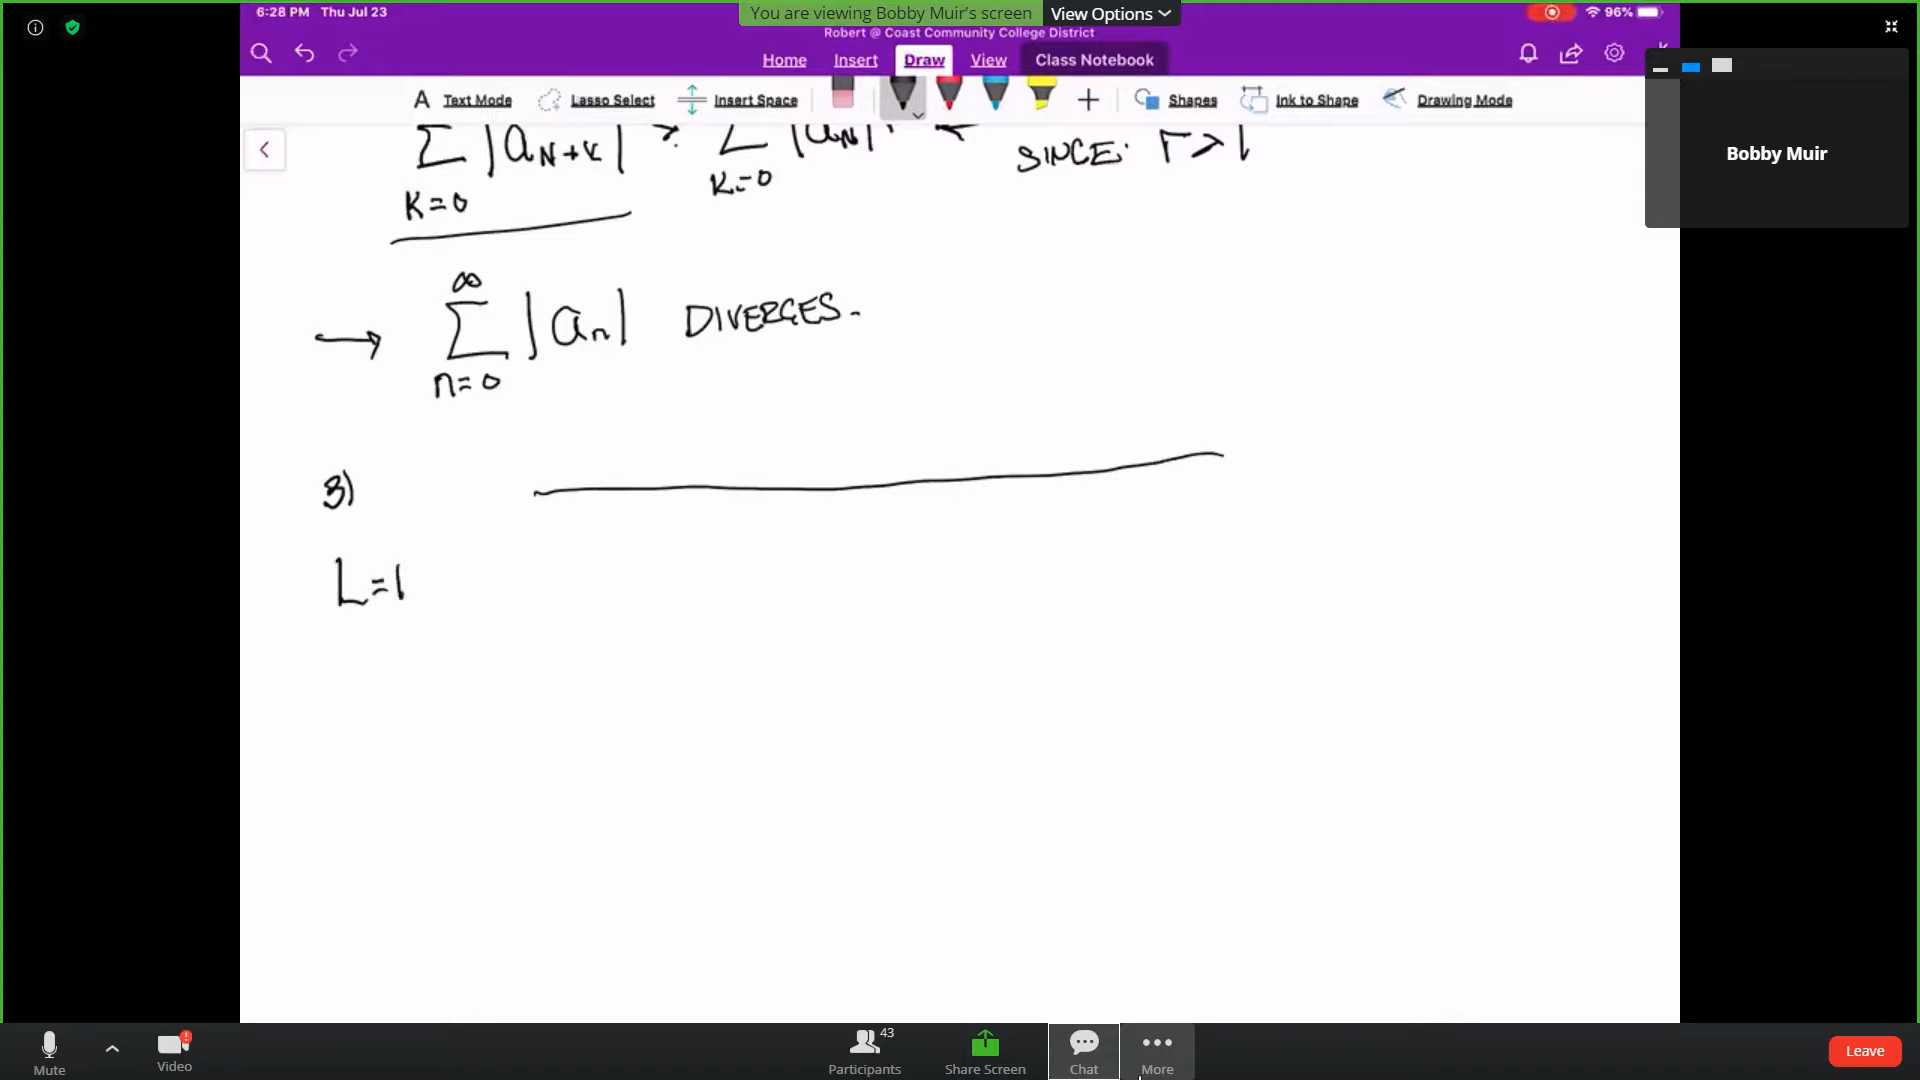 6:28 PM Thu Jul 23
You are viewing Bobby Muir's screen
View Options
96%
Robert @ Coast Community College District
Home Insert Draw View Class Notebook
A Text Mode Lasso Select Insert Space Shapes Ink to Shape Drawing Mode
Bobby Muir
Σ |a_{N+K}| > Σ |a_N| SINCE: r > 1
K=0 K=0
∞
→ Σ |a_n| DIVERGES.
n=0
3)
L=1
Mute
Video
Participants 43
Share Screen
Chat
More
Leave